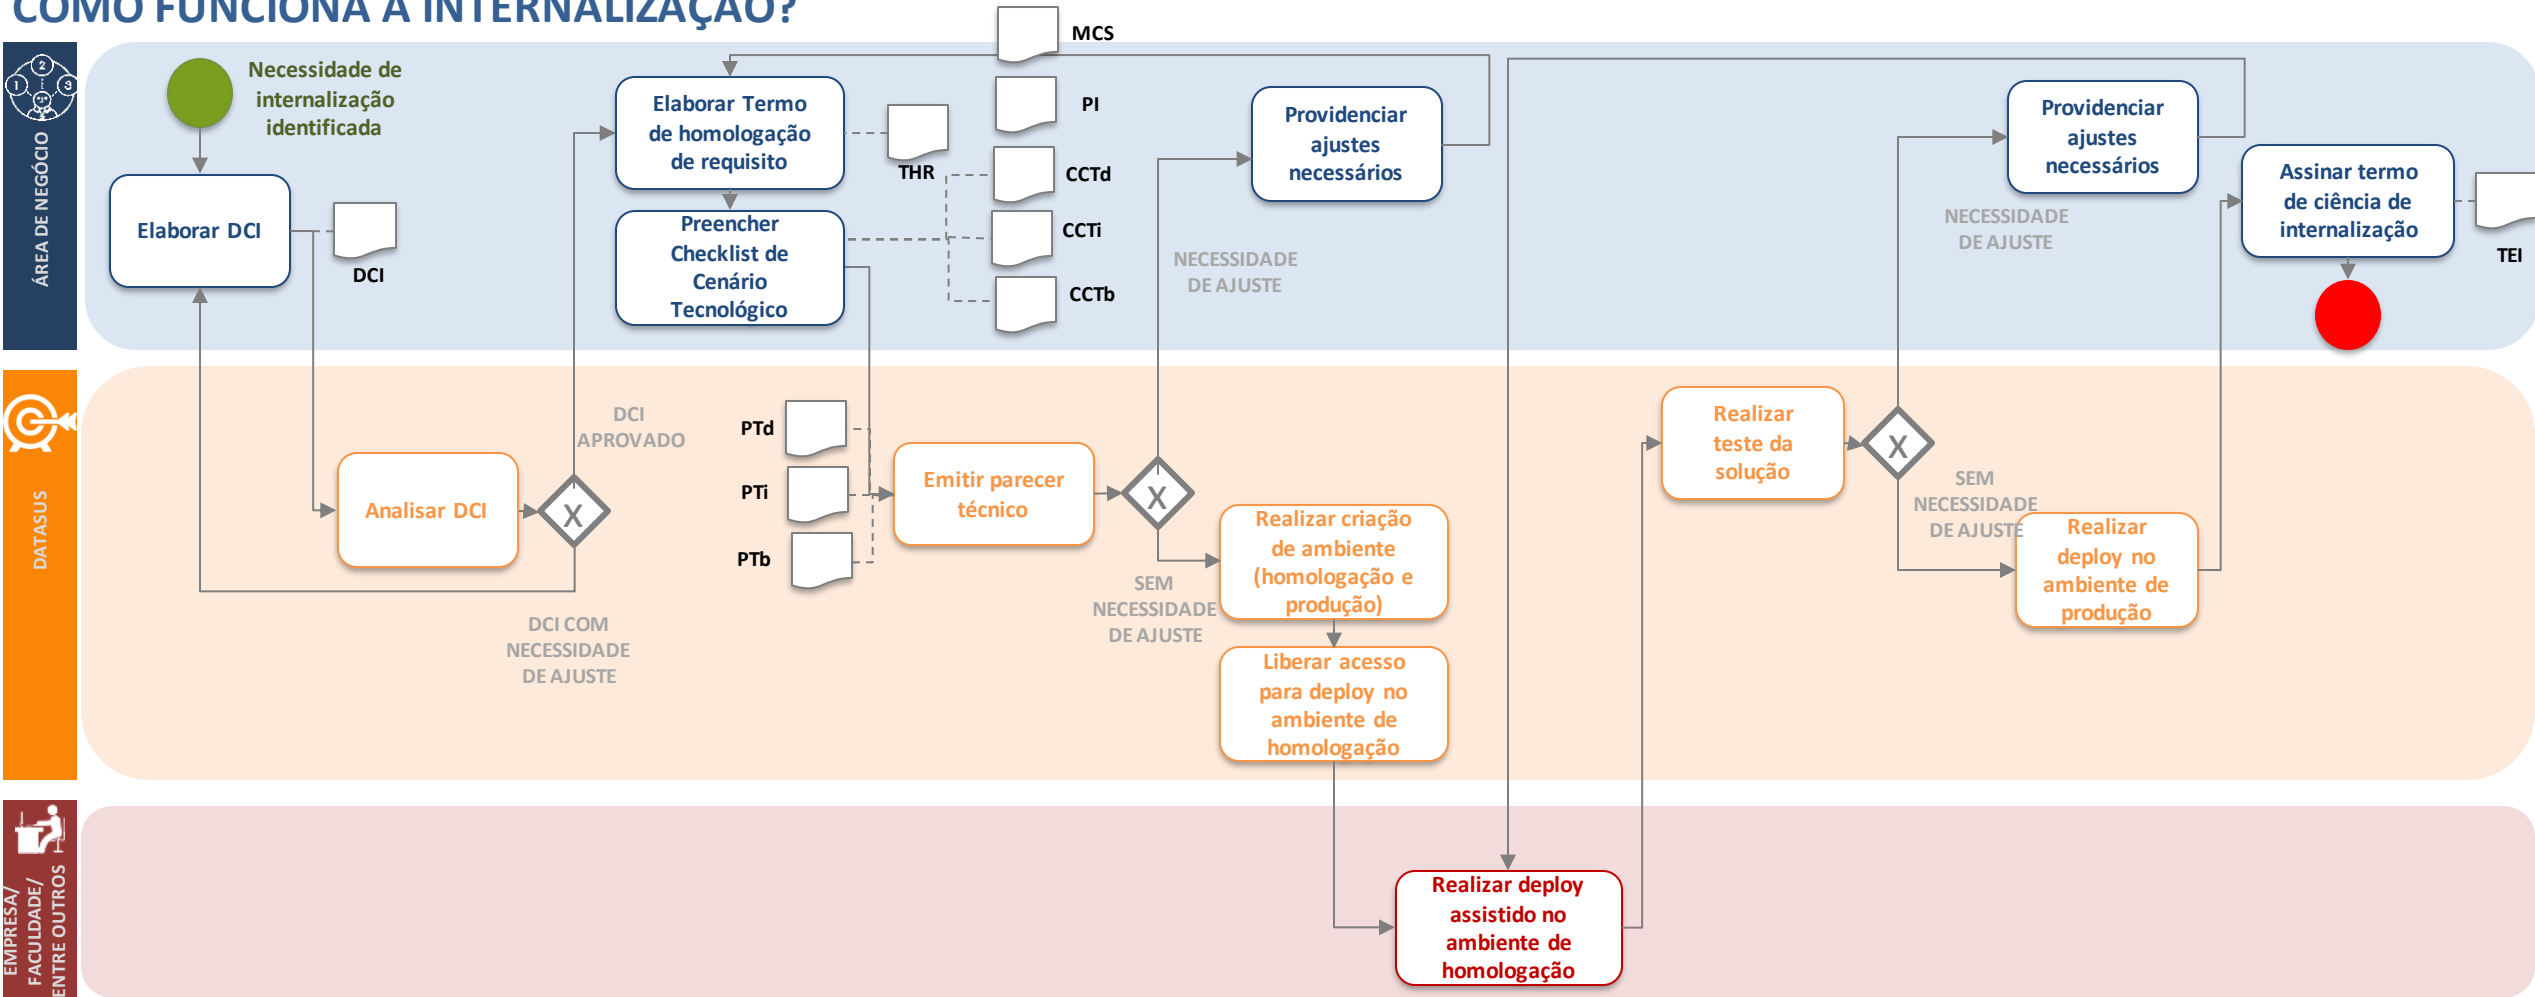 COMO FUNCIONA A INTERNALIZAÇÃO?
ÁREA DE NEGÓCIO
1
2
3
Necessidade de
internalização
identificada
Elaborar DCI
DCI
Elaborar Termo
de homologação
de requisito
THR
Preencher
Checklist de
Cenário
Tecnológico
MCS
PI
CCTd
CCTi
CCTb
Providenciar
ajustes
necessários
NECESSIDADE
DE AJUSTE
Providenciar
ajustes
necessários
NECESSIDADE
DE AJUSTE
Assinar termo
de ciência de
internalização
TEI
DATASUS
Analisar DCI
X
DCI
APROVADO
DCI COM
NECESSIDADE
DE AJUSTE
PTd
PTi
PTb
Emitir parecer
técnico
X
SEM
NECESSIDADE
DE AJUSTE
Realizar criação
de ambiente
(homologação e
produção)
Liberar acesso
para deploy no
ambiente de
homologação
Realizar
teste da
solução
X
SEM
NECESSIDADE
DE AJUSTE
Realizar
deploy no
ambiente de
produção
EMPRESA/
FACULDADE/
ENTRE OUTROS
Realizar deploy
assistido no
ambiente de
homologação